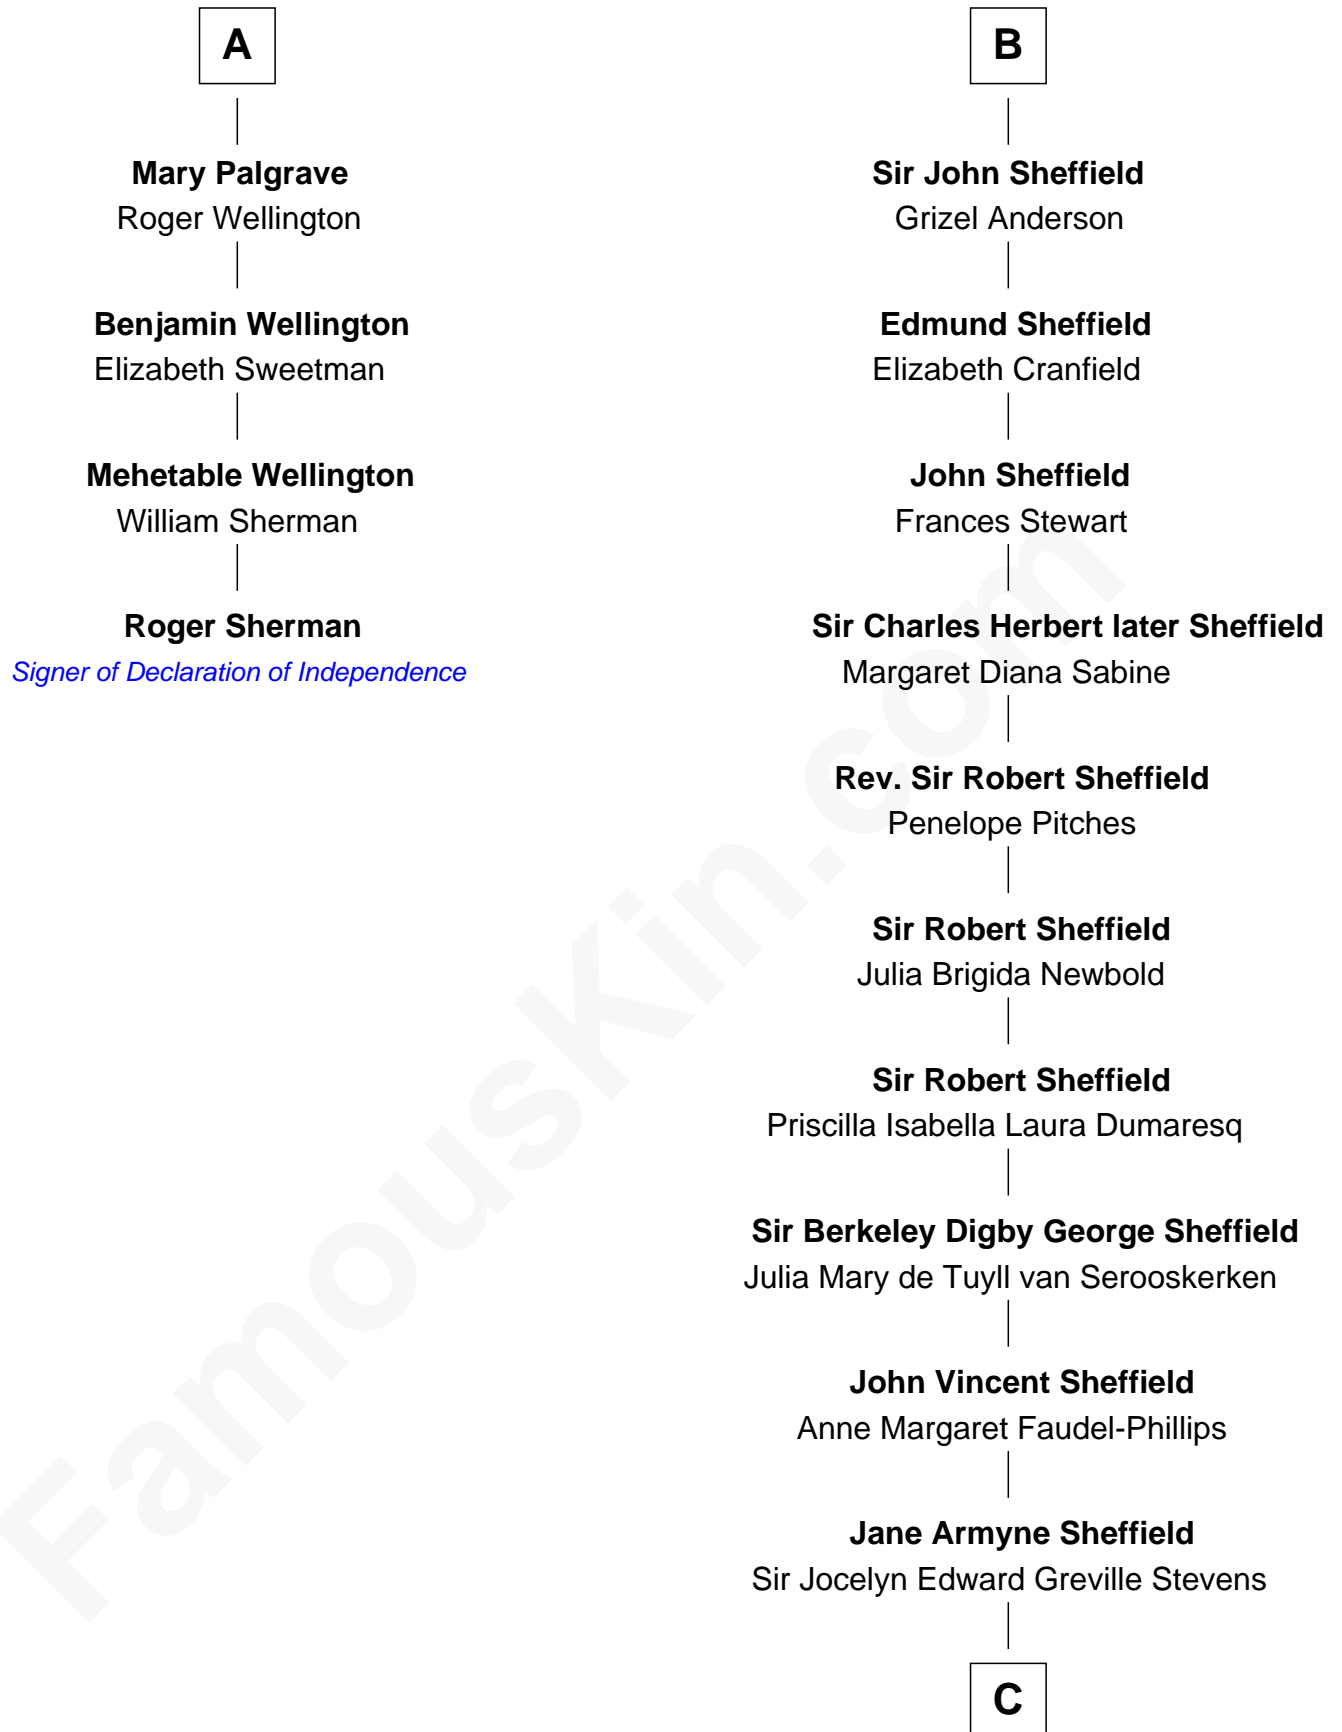 A
Mary Palgrave
Roger Wellington
Benjamin Wellington
Elizabeth Sweetman
Mehetable Wellington
William Sherman
Roger Sherman
Signer of Declaration of Independence
B
Sir John Sheffield
Grizel Anderson
Edmund Sheffield
Elizabeth Cranfield
John Sheffield
Frances Stewart
Sir Charles Herbert later Sheffield
Margaret Diana Sabine
Rev. Sir Robert Sheffield
Penelope Pitches
Sir Robert Sheffield
Julia Brigida Newbold
Sir Robert Sheffield
Priscilla Isabella Laura Dumaresq
Sir Berkeley Digby George Sheffield
Julia Mary de Tuyll van Serooskerken
John Vincent Sheffield
Anne Margaret Faudel-Phillips
Jane Armyne Sheffield
Sir Jocelyn Edward Greville Stevens
C
FamousKin.com